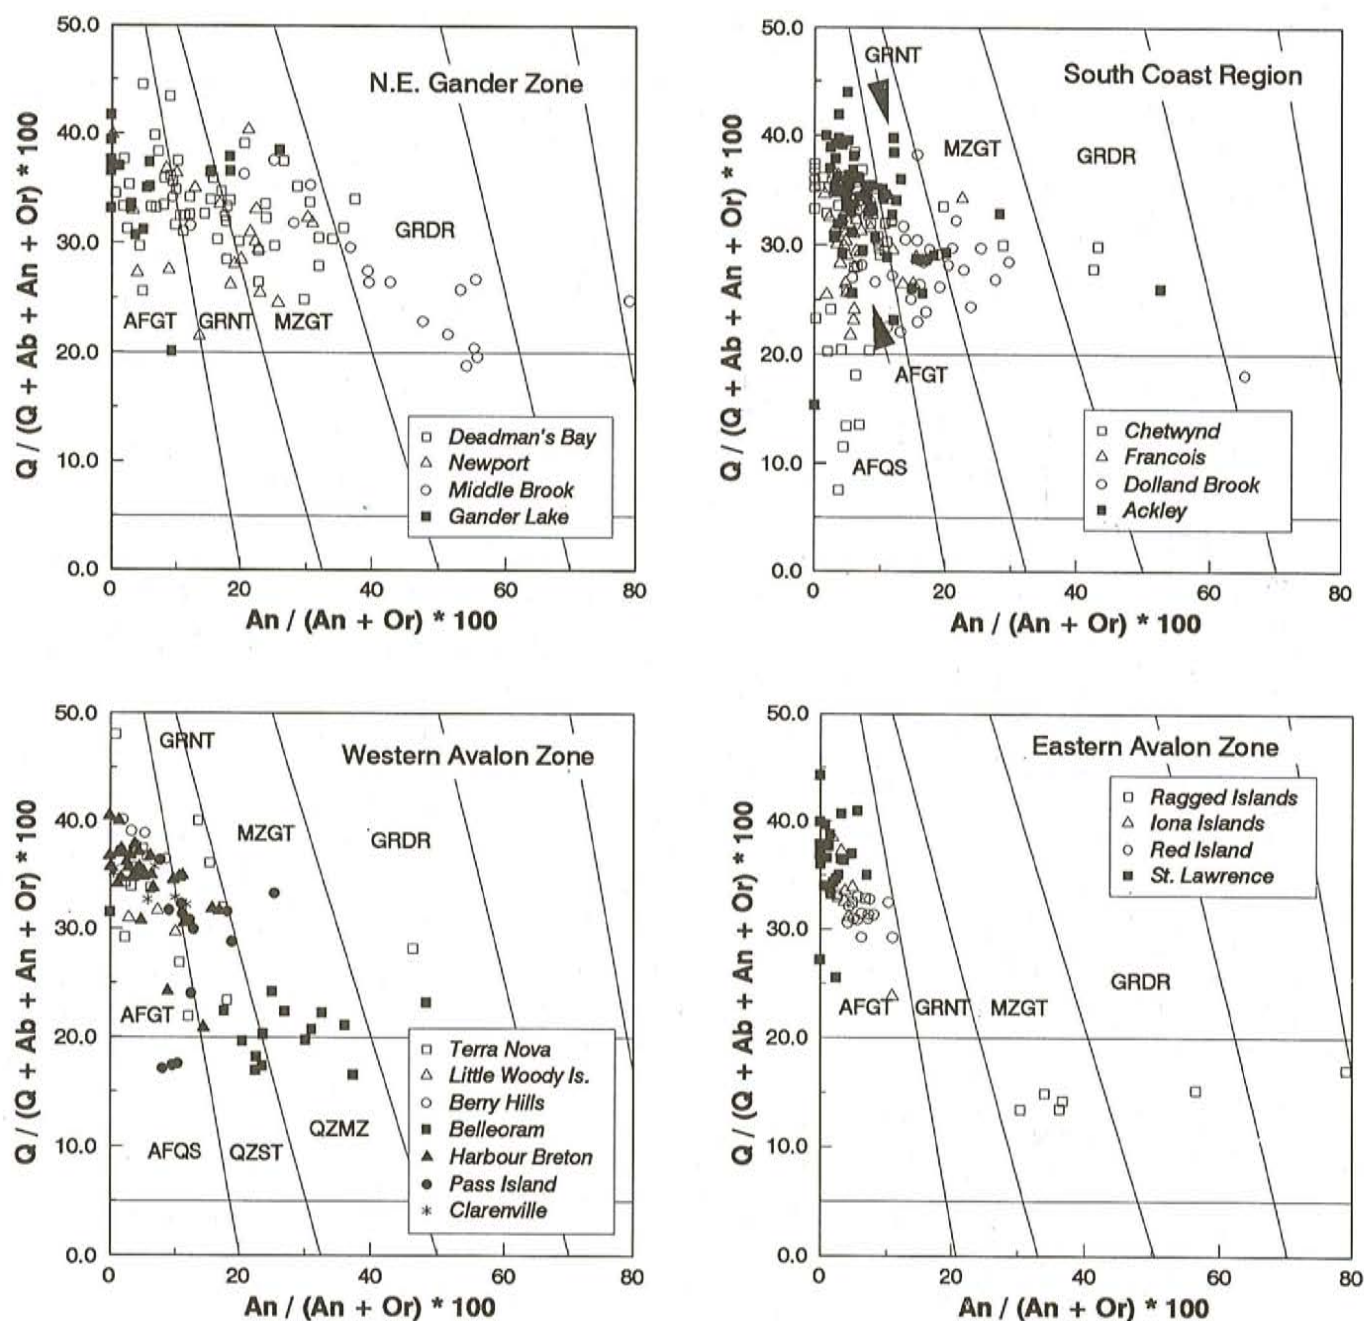 N.E. Gander Zone
Q / (Q + Ab + An + Or) * 100
50.0
40.0
30.0
20.0
10.0
0.0
GRDR
AFGT
GRNT
MZGT
Deadman's Bay
Newport
Middle Brook
Gander Lake
0
20
40
60
80
An / (An + Or) * 100
South Coast Region
Q / (Q + Ab + An + Or) * 100
50.0
40.0
30.0
20.0
10.0
0.0
GRNT
MZGT
GRDR
AFGT
AFQS
Chetwynd
Francois
Dolland Brook
Ackley
0
20
40
60
80
An / (An + Or) * 100
Western Avalon Zone
Q / (Q + Ab + An + Or) * 100
50.0
40.0
30.0
20.0
10.0
0.0
GRNT
MZGT
GRDR
AFGT
AFQS
QZST
QZMZ
Terra Nova
Little Woody Is.
Berry Hills
Belleoram
Harbour Breton
Pass Island
Clarenville
0
20
40
60
80
An / (An + Or) * 100
Eastern Avalon Zone
Q / (Q + Ab + An + Or) * 100
50.0
40.0
30.0
20.0
10.0
0.0
Ragged Islands
Iona Islands
Red Island
St. Lawrence
GRDR
AFGT
GRNT
MZGT
0
20
40
60
80
An / (An + Or) * 100